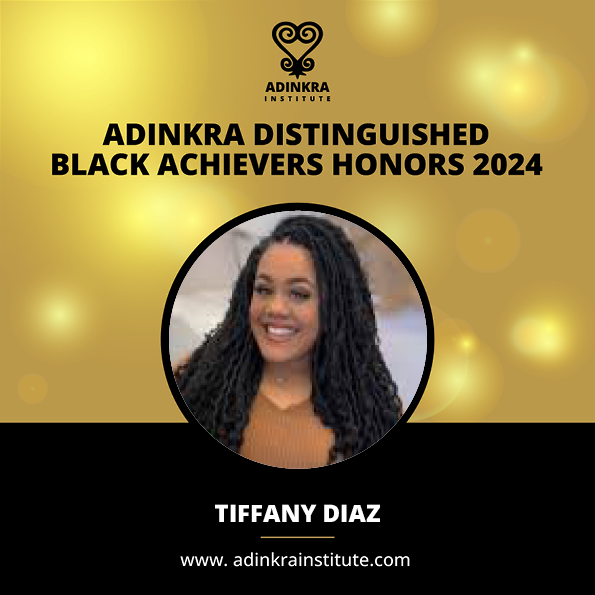 ADINKRA
INSTITUTE
ADINKRA DISTINGUISHED
BLACK ACHIEVERS HONORS 2024
TIFFANY DIAZ
www. adinkrainstitute.com